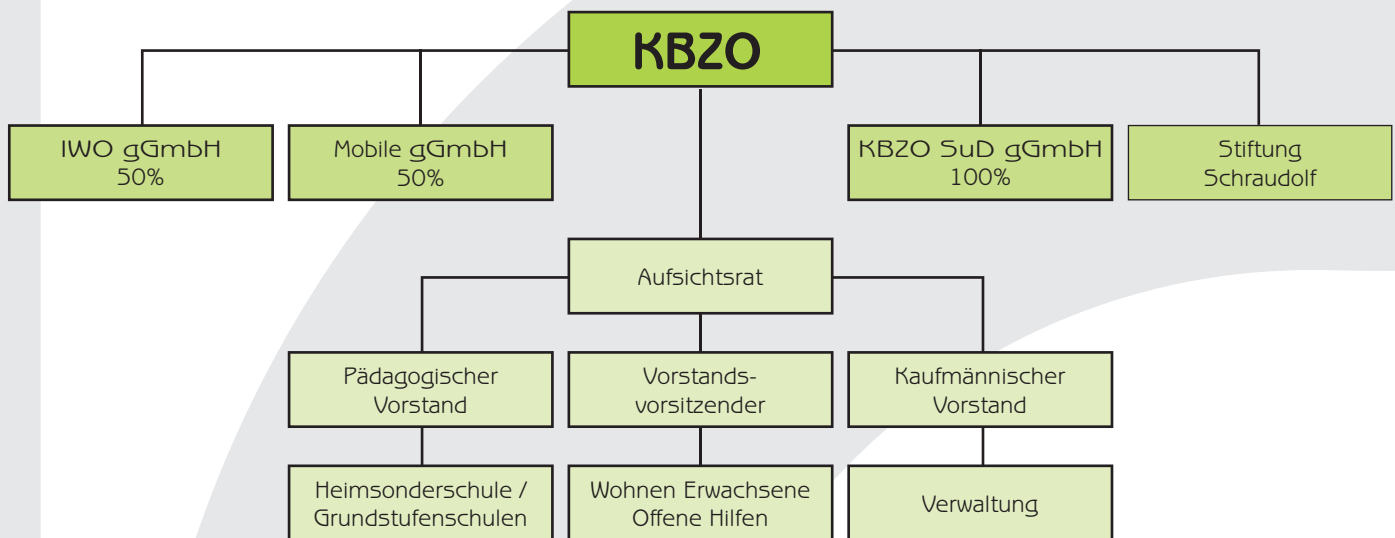 KBZO
IWO gGmbH
50%
Mobile gGmbH
50%
KBZO SuD gGmbH
100%
Stiftung
Schraudolf
Aufsichtsrat
Pädagogischer
Vorstand
Vorstands-
vorsitzender
Kaufmännischer
Vorstand
Heimsonderschule /
Grundstufenschulen
Wohnen Erwachsene
Offene Hilfen
Verwaltung